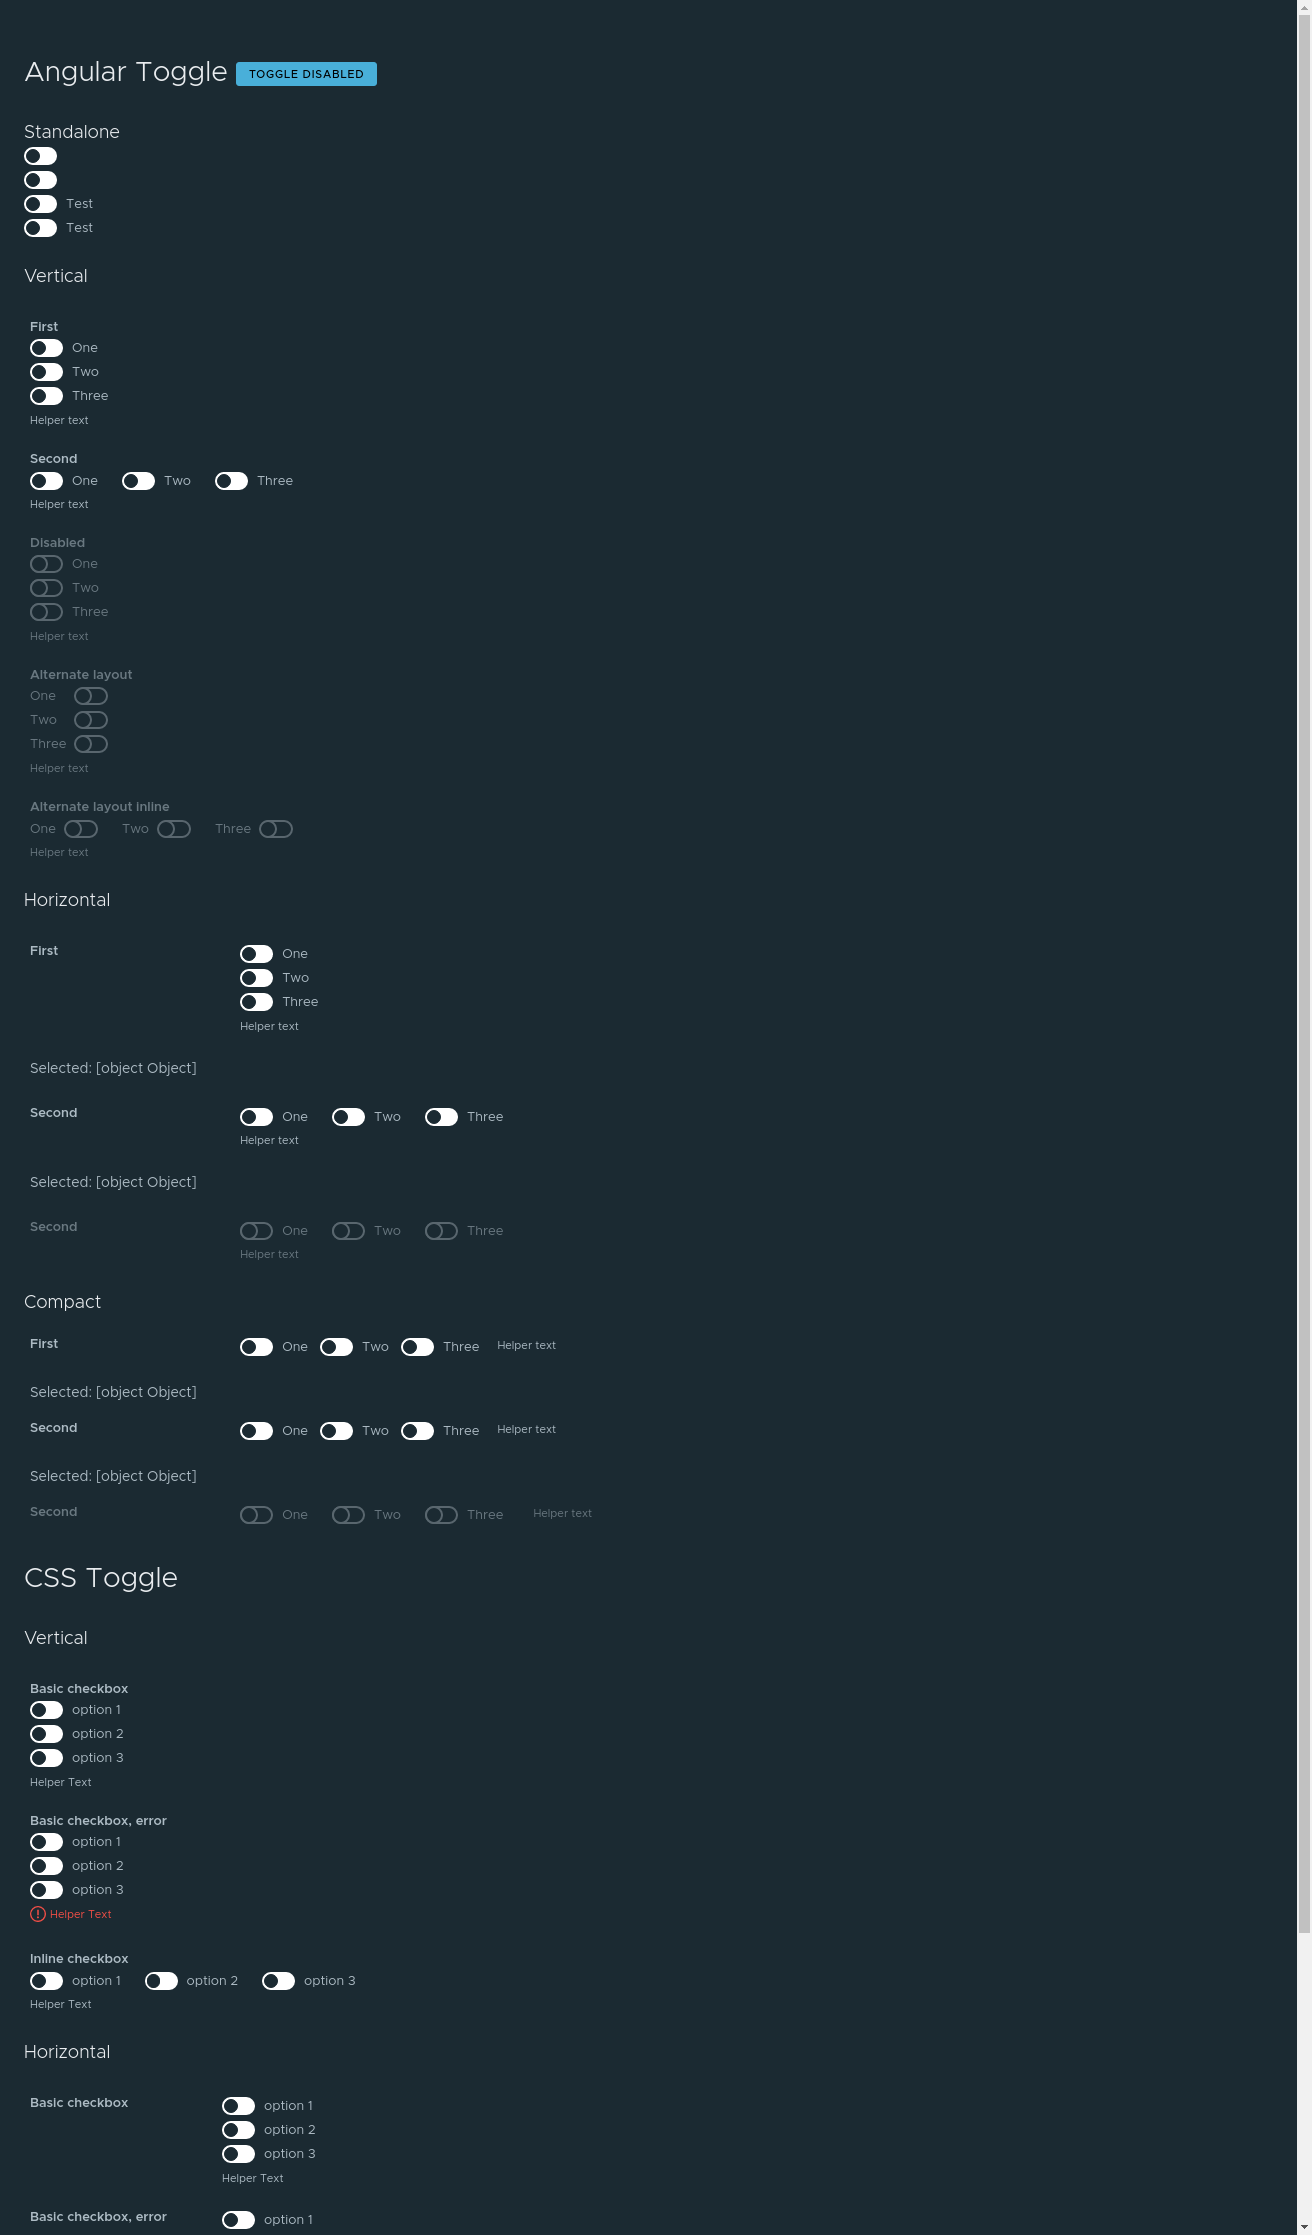 Angular Toggle TOGGLE DISABLED
Standalone
Test
Test
Vertical
First
One
Two
Three
Helper text
Second
One Two Three
Helper text
Disabled
One
Two
Three
Helper text
Alternate layout
One
Two
Three
Helper text
Alternate layout inline
One Two Three
Helper text
Horizontal
First One
Two
Three
Helper text
Selected: [object Object]
Second One Two Three
Helper text
Selected: [object Object]
Second One Two Three
Helper text
Compact
First One Two Three Helper text
Selected: [object Object]
Second One Two Three Helper text
Selected: [object Object]
Second One Two Three Helper text
CSS Toggle
Vertical
Basic checkbox
option 1
option 2
option 3
Helper Text
Basic checkbox, error
option 1
option 2
option 3
Helper Text
Inline checkbox
option 1 option 2 option 3
Helper Text
Horizontal
Basic checkbox option 1
option 2
option 3
Helper Text
Basic checkbox, error option 1